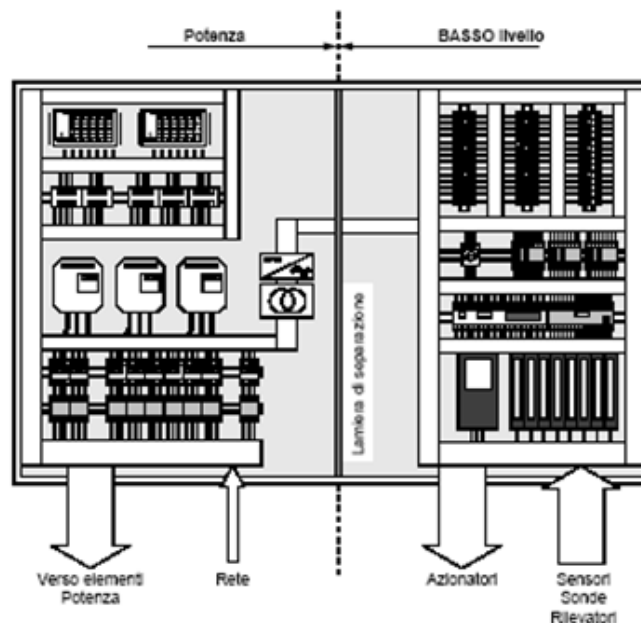 Potenza
BASSO livello
Lamiera di separazione
Verso elementi
Potenza
Rete
Azionatori
Sensori
Sonde
Rilevatori